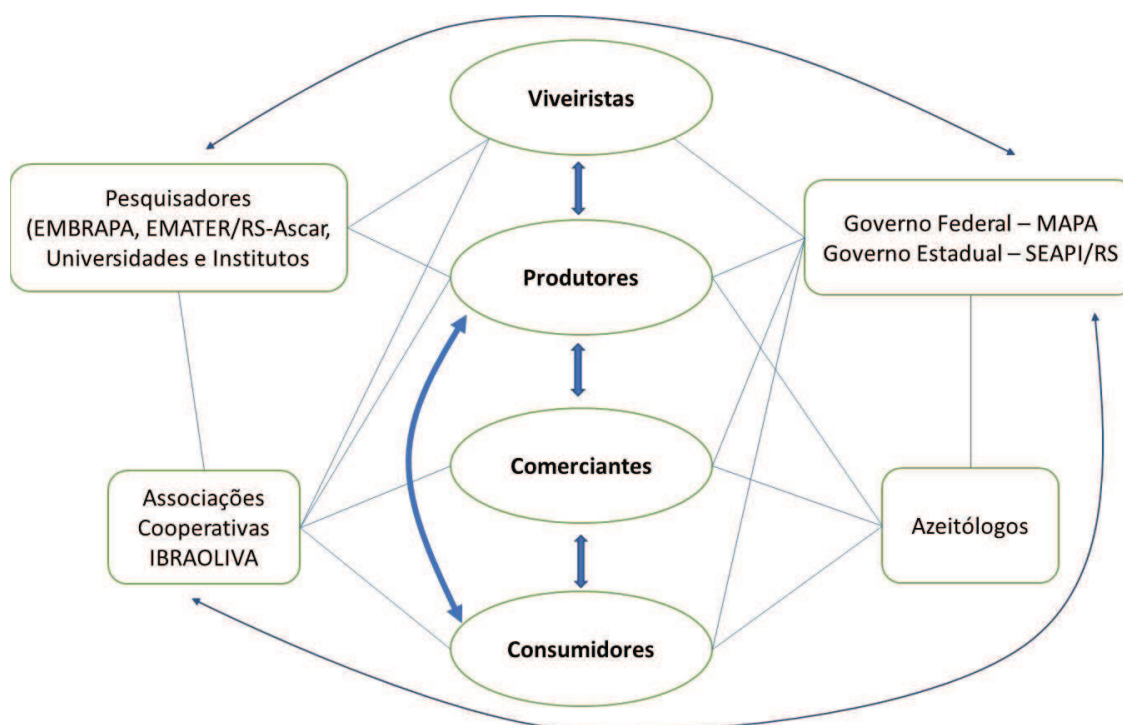 Viveiristas
Pesquisadores
(EMBRAPA, EMATER/RS-Ascar,
Universidades e Institutos
Governo Federal – MAPA
Governo Estadual – SEAPI/RS
Produtores
Comerciantes
Associações
Cooperativas
IBRAOLIVA
Azeitólogos
Consumidores